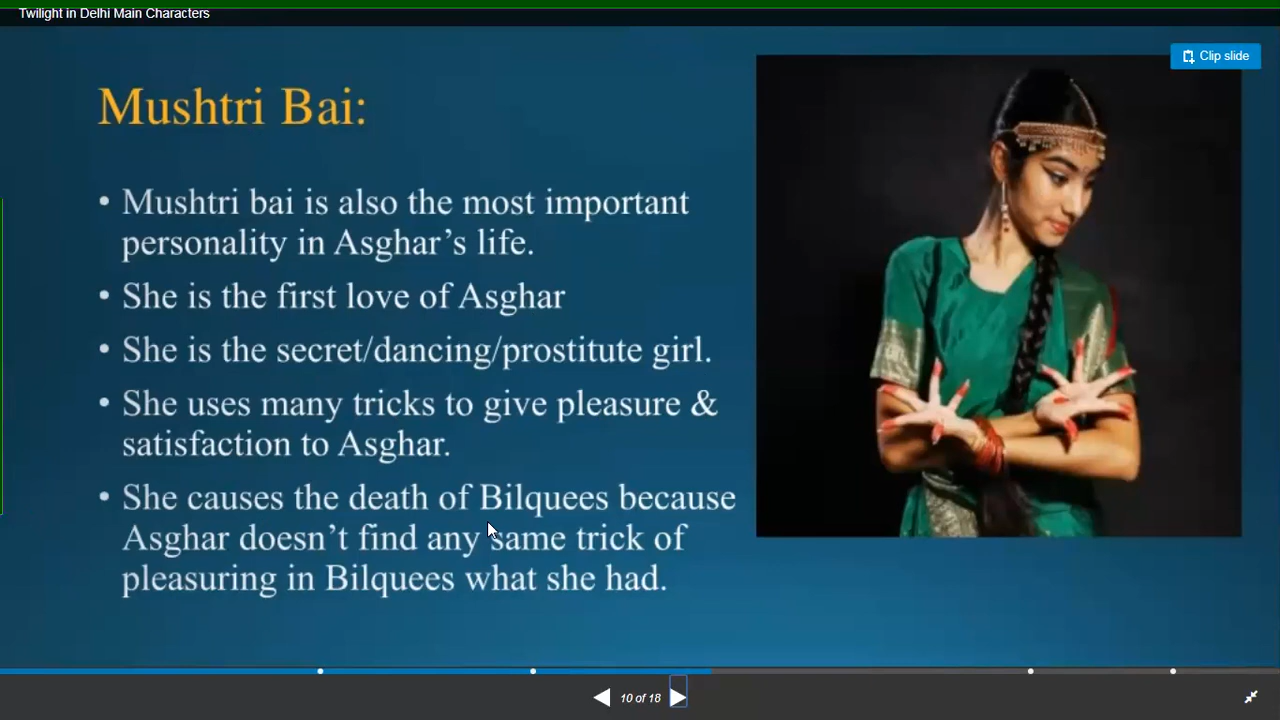 Twilight in Delhi Main Characters
Clip slide
Mushtri Bai:
• Mushtri bai is also the most important
personality in Asghar’s life.
• She is the first love of Asghar
• She is the secret/dancing/prostitute girl.
• She uses many tricks to give pleasure &
satisfaction to Asghar.
• She causes the death of Bilquees because
Asghar doesn’t find any same trick of
pleasuring in Bilquees what she had.
10 of 18